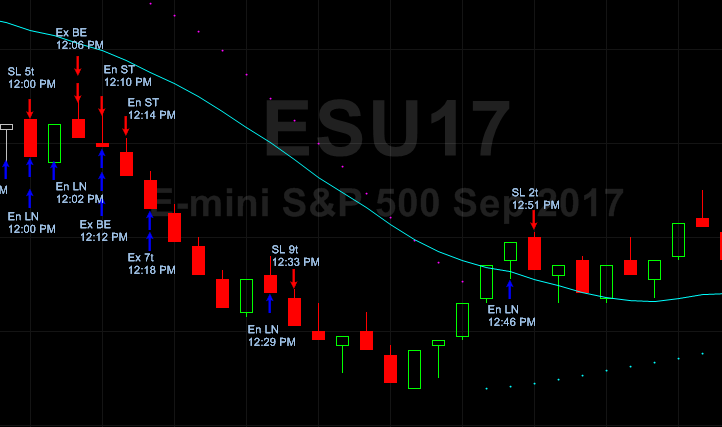 ESU17
E-mini S&P 500 Sep 2017
Ex BE
12:06 PM
SL 5t
12:00 PM
En ST
12:10 PM
En ST
12:14 PM
M
En LN
12:00 PM
En LN
12:02 PM
Ex BE
12:12 PM
Ex 7t
12:18 PM
SL 9t
12:33 PM
En LN
12:29 PM
SL 2t
12:51 PM
En LN
12:46 PM